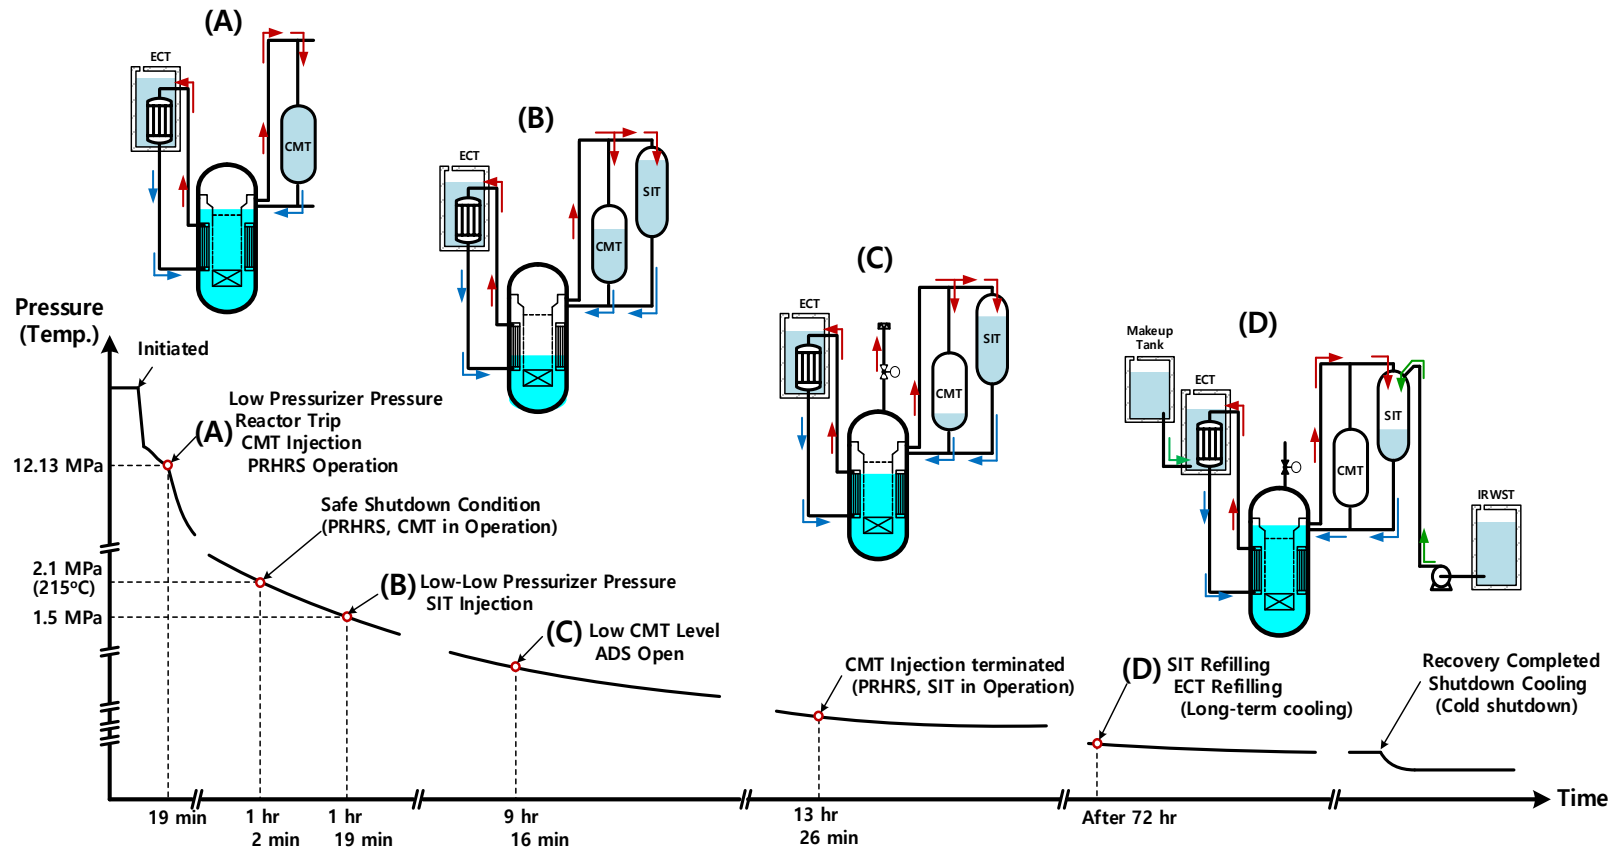 (A)
ECT
CMT
(B)
ECT
SIT
CMT
(C)
ECT
SIT
CMT
(D)
Makeup
Tank
ECT
SIT
CMT
IRWST
Pressure
(Temp.)
Initiated
(A)
Low Pressurizer Pressure
Reactor Trip
CMT Injection
PRHRS Operation
12.13 MPa
Safe Shutdown Condition
(PRHRS, CMT in Operation)
2.1 MPa
(215ºC)
(B)
Low-Low Pressurizer Pressure
SIT Injection
1.5 MPa
(C)
Low CMT Level
ADS Open
CMT Injection terminated
(PRHRS, SIT in Operation)
(D)
SIT Refilling
ECT Refilling
(Long-term cooling)
Recovery Completed
Shutdown Cooling
(Cold shutdown)
19 min
1 hr
2 min
1 hr
19 min
9 hr
16 min
13 hr
26 min
After 72 hr
Time